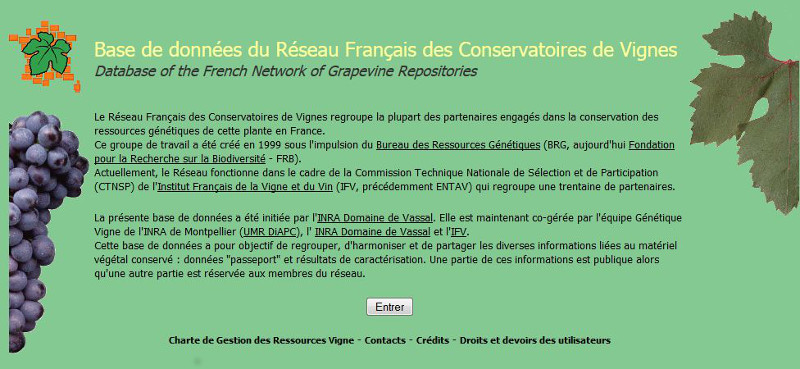 Base de données du Réseau Français des Conservatoires de Vignes
Database of the French Network of Grapevine Repositories
Le Réseau Français des Conservatoires de Vignes regroupe la plupart des partenaires engagés dans la conservation des
ressources génétiques de cette plante en France.
Ce groupe de travail a été créé en 1999 sous l'impulsion du Bureau des Ressources Génétiques (BRG, aujourd'hui Fondation
pour la Recherche sur la Biodiversité - FRB).
Actuellement, le Réseau fonctionne dans le cadre de la Commission Technique Nationale de Sélection et de Participation
(CTNSP) de l'Institut Français de la Vigne et du Vin (IFV, précédemment ENTAV) qui regroupe une trentaine de partenaires.
La présente base de données a été initiée par l'INRA Domaine de Vassal. Elle est maintenant co-gérée par l'équipe Génétique
Vigne de l'INRA de Montpellier (UMR DiAPC), l' INRA Domaine de Vassal et l'IFV.
Cette base de données a pour objectif de regrouper, d'harmoniser et de partager les diverses informations liées au matériel
végétal conservé : données "passeport" et résultats de caractérisation. Une partie de ces informations est publique alors
qu'une autre partie est réservée aux membres du réseau.
Entrer
Charte de Gestion des Ressources Vigne - Contacts - Crédits - Droits et devoirs des utilisateurs